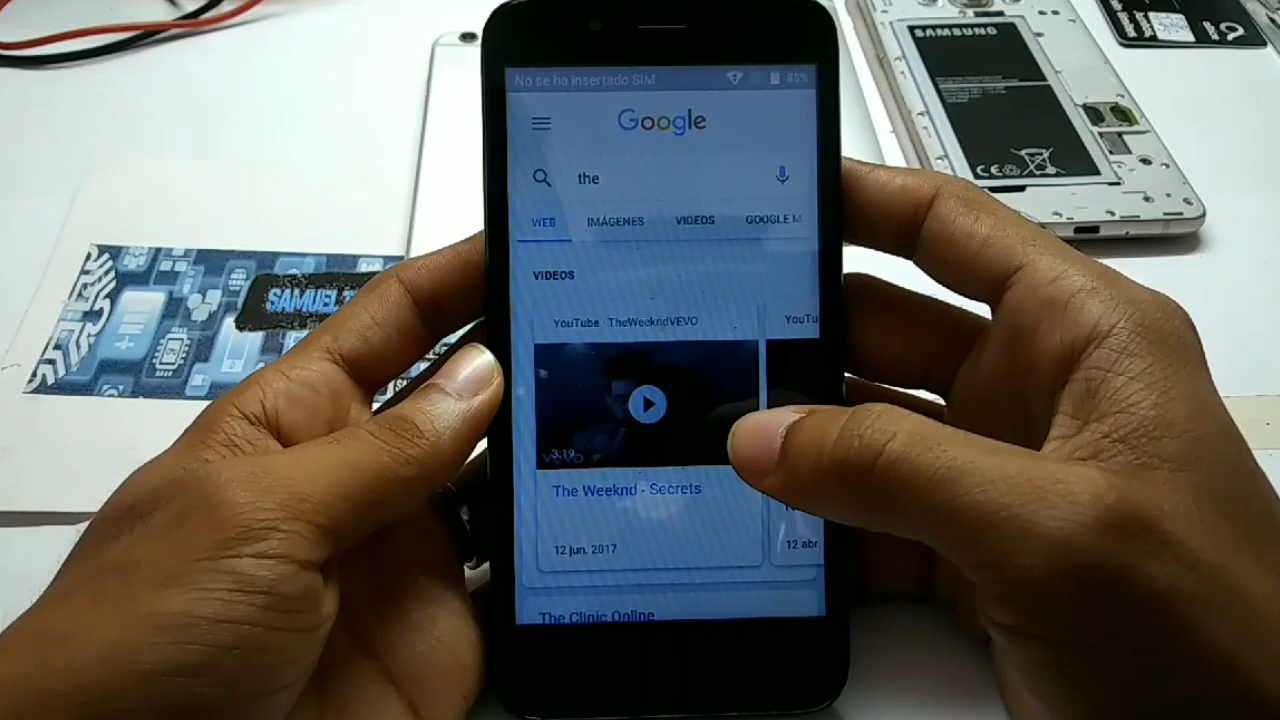 No se ha insertado SIM
85%
Google
the
WEB
IMÁGENES
VIDEOS
GOOGLE M
VIDEOS
YouTube · TheWeekndVEVO
YouTu
3:19
The Weeknd - Secrets
12 jun. 2017
12 abr.
The Clinic Online
SAMSUNG
SAMUEL